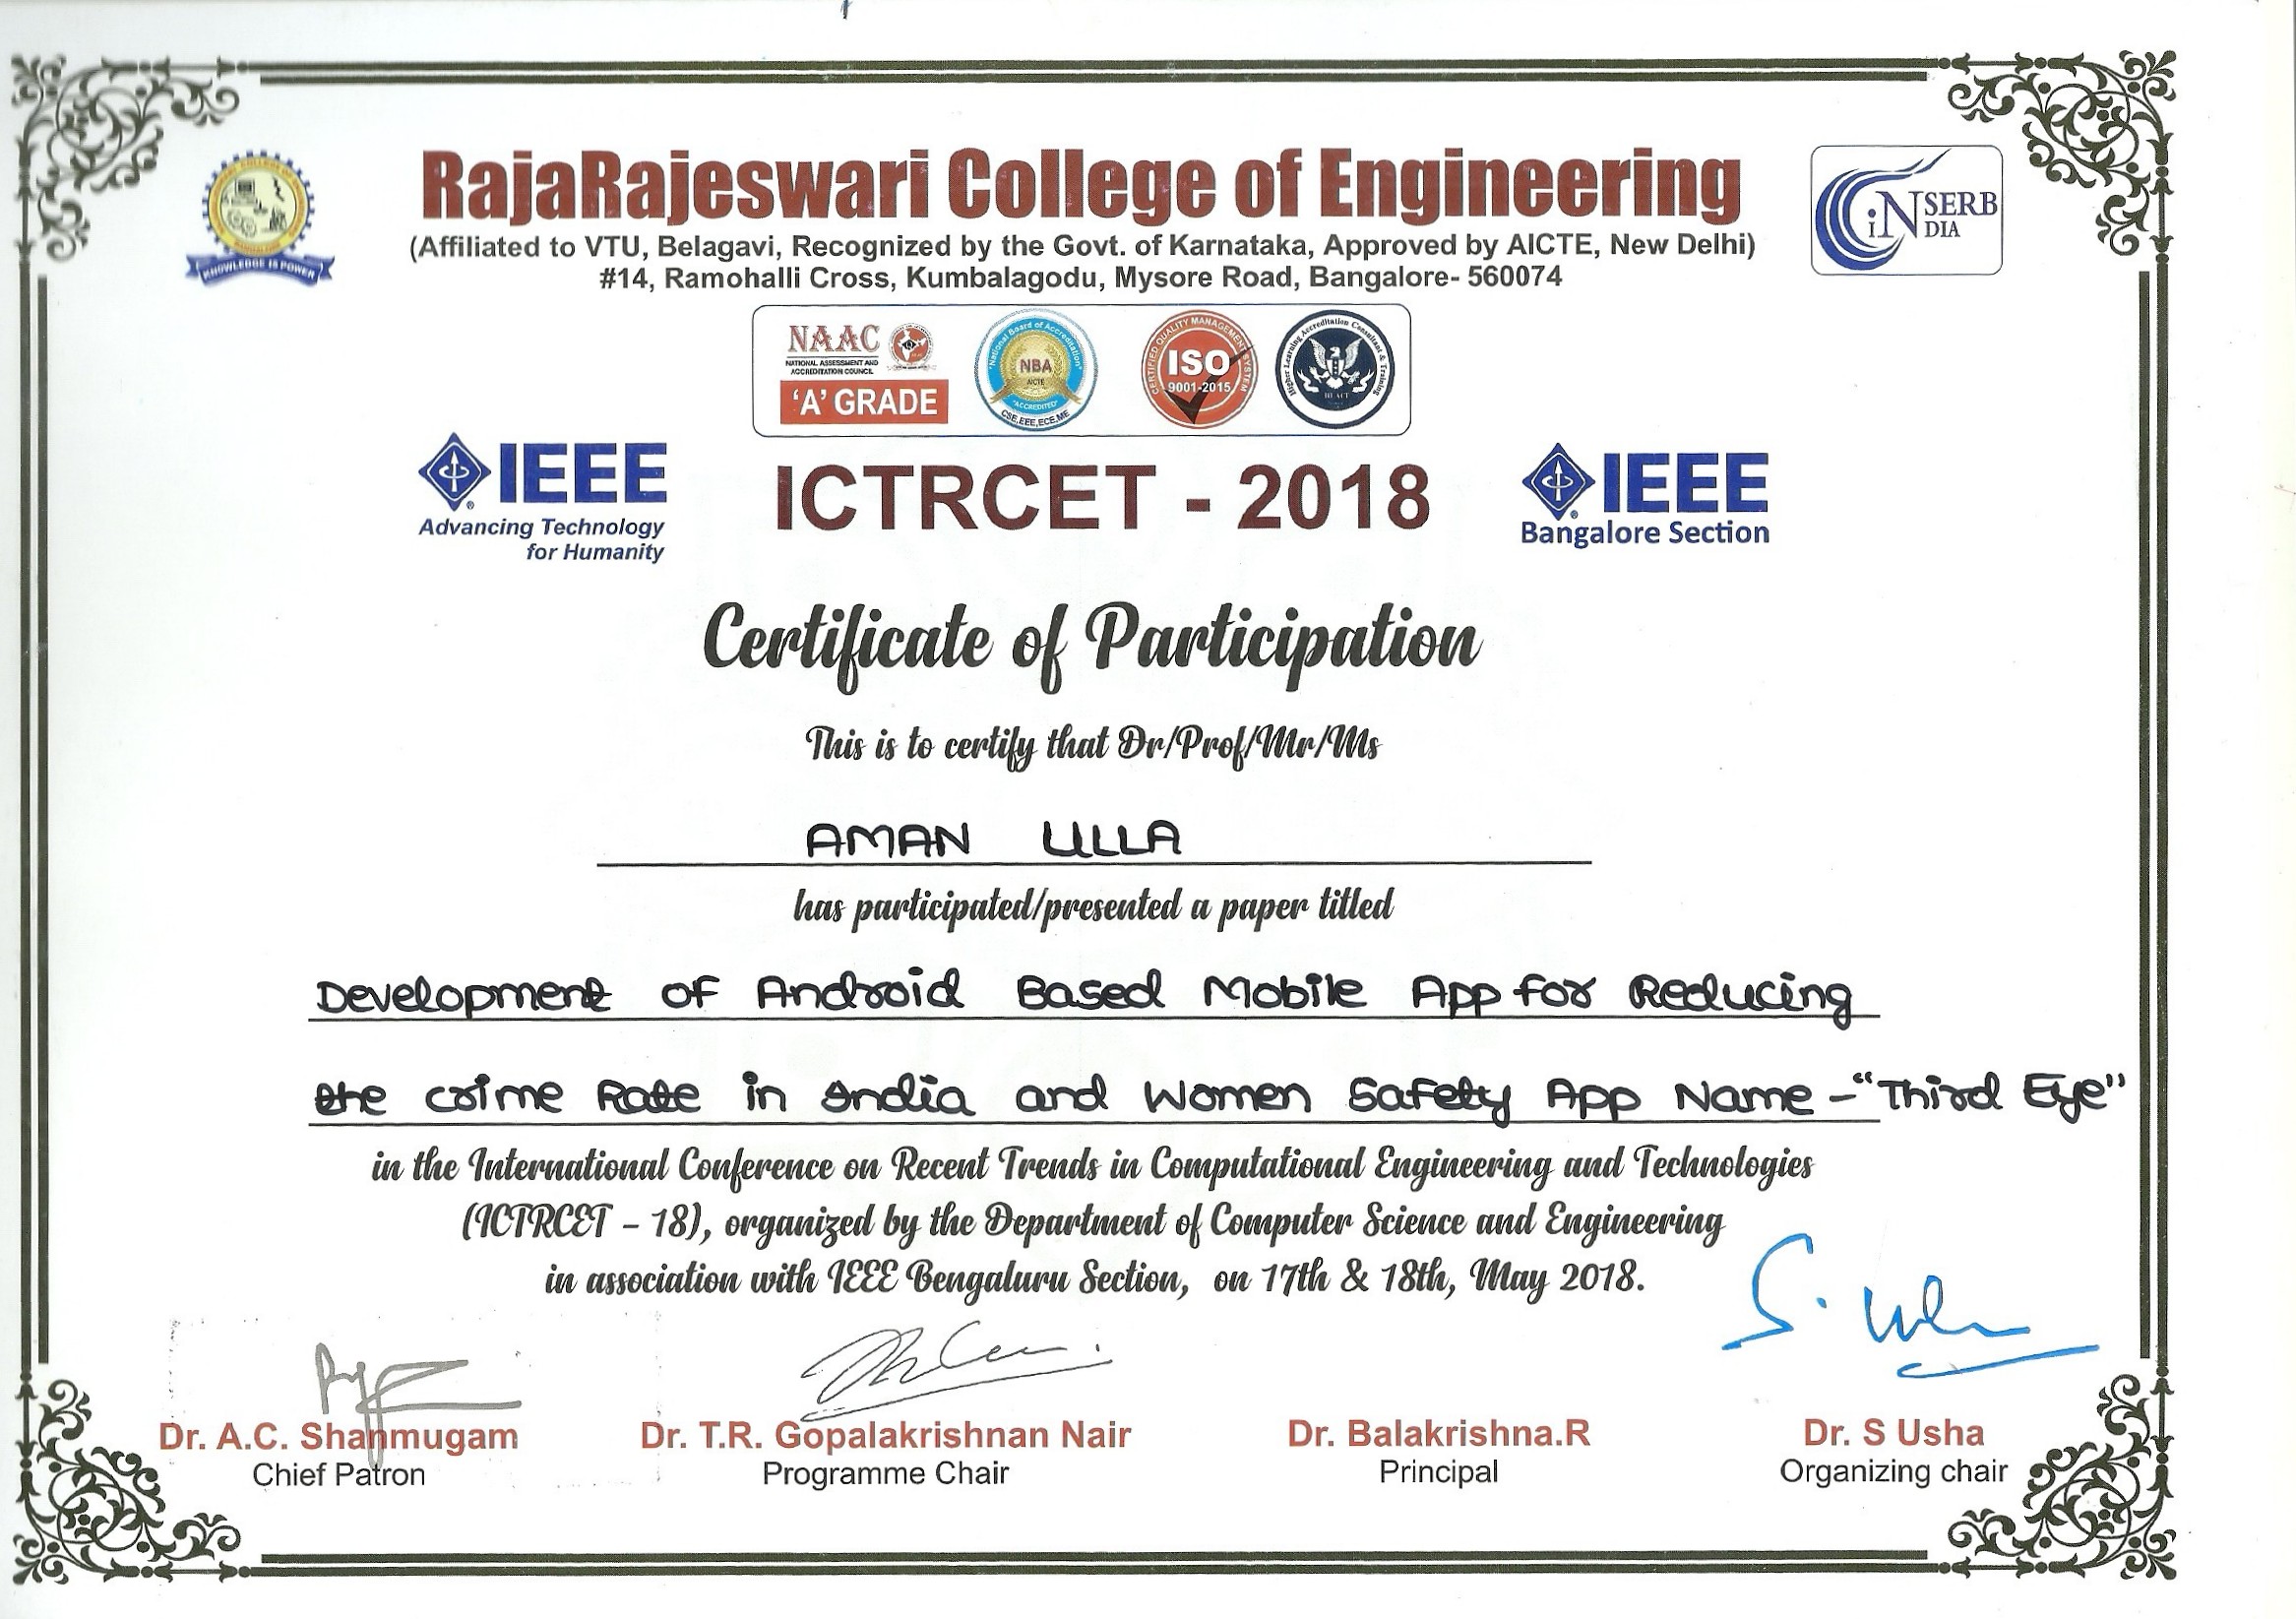 RajaRajeswari College of Engineering
(Affiliated to VTU, Belagavi, Recognized by the Govt. of Karnataka, Approved by AICTE, New Delhi)
#14, Ramohalli Cross, Kumbalagodu, Mysore Road, Bangalore- 560074
KNOWLEDGE IS POWER
iNSERB
INDIA
NAAC
NATIONAL ASSESSMENT AND
ACCREDITATION COUNCIL
'A' GRADE
National Board of Accreditation
NBA
AICTE
"ACCREDITED"
CSE,EEE,ECE,ME
CERTIFIED QUALITY MANAGEMENT SYSTEM
ISO
9001-2015
Higher Learning Accreditation Consultant & Training
IEEE
Advancing Technology
for Humanity
ICTRCET - 2018
IEEE
Bangalore Section
Certificate of Participation
This is to certify that Dr/Prof/Mr/Ms
AMAN ULLA
has participated/presented a paper titled
Development of Android Based Mobile App for Reducing
the crime Rate in India and Women Safety App Name - "Third Eye"
in the International Conference on Recent Trends in Computational Engineering and Technologies
(ICTRCET - 18), organized by the Department of Computer Science and Engineering
in association with IEEE Bengaluru Section, on 17th & 18th, May 2018.
S. Usha
Dr. A.C. Shanmugam
Chief Patron
Dr. T.R. Gopalakrishnan Nair
Programme Chair
Dr. Balakrishna.R
Principal
Dr. S Usha
Organizing chair